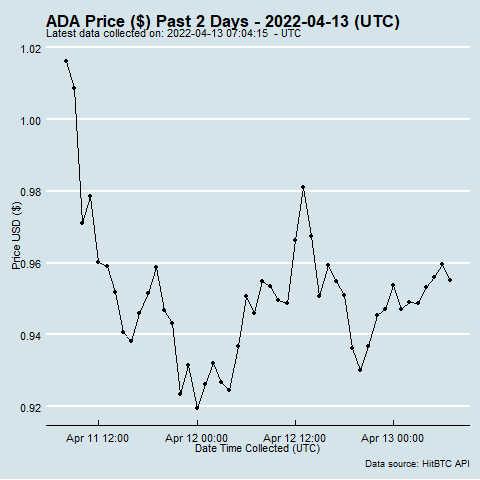 ADA Price ($) Past 2 Days - 2022-04-13 (UTC)
Latest data collected on: 2022-04-13 07:04:15  - UTC
1.02
1.00
0.98
0.96
0.94
0.92
Price USD ($)
Apr 11 12:00
Apr 12 00:00
Apr 12 12:00
Apr 13 00:00
Date Time Collected (UTC)
Data source: HitBTC API